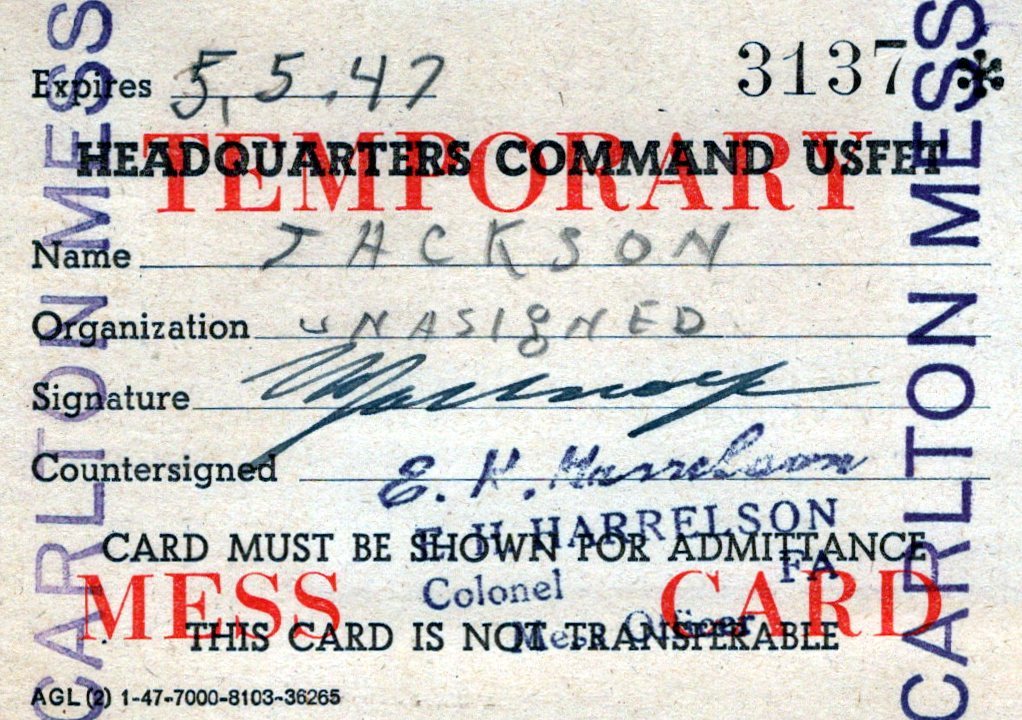 Expires 5.5.47
3137 *
HEADQUARTERS COMMAND USFET
TEMPORARY
Name JACKSON
Organization UNASIGNED
Signature
Countersigned E. H. Harrelson
E H HARRELSON
CARD MUST BE SHOWN FOR ADMITTANCE
FA
Colonel
MESS CARD
Mess Officer
THIS CARD IS NOT TRANSFERABLE
AGL (2) 1-47-7000-8103-36265
CARLTON MESS
CARLTON MESS